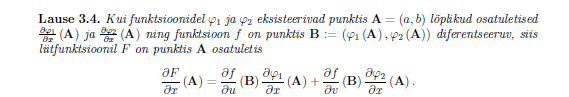 Lause 3.4. Kui funktsioonidel φ₁ ja φ₂ eksisteerivad punktis A = (a, b) lõplikud osatuletised
∂φ₁/∂x (A) ja ∂φ₂/∂x (A) ning funktsioon f on punktis B := (φ₁ (A) , φ₂ (A)) diferentseeruv, siis
liitfunktsioonil F on punktis A osatuletis
∂F/∂x (A) = ∂f/∂u (B) ∂φ₁/∂x (A) + ∂f/∂v (B) ∂φ₂/∂x (A) .